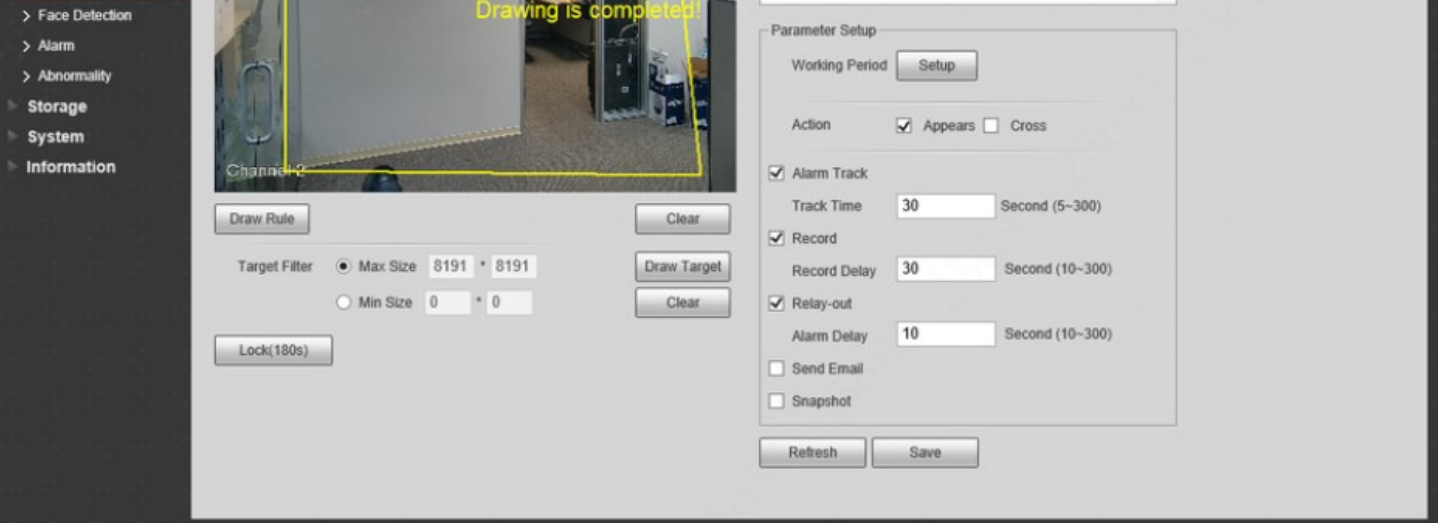 Face Detection
Alarm
Abnormality
Storage
System
Information
Drawing is completed!
Channel 2
Draw Rule
Clear
Target Filter
Max Size 8191 * 8191
Draw Target
Min Size 0 * 0
Clear
Lock(180s)
Parameter Setup
Working Period Setup
Action Appears Cross
Alarm Track
Track Time 30 Second (5~300)
Record
Record Delay 30 Second (10~300)
Relay-out
Alarm Delay 10 Second (10~300)
Send Email
Snapshot
Refresh Save